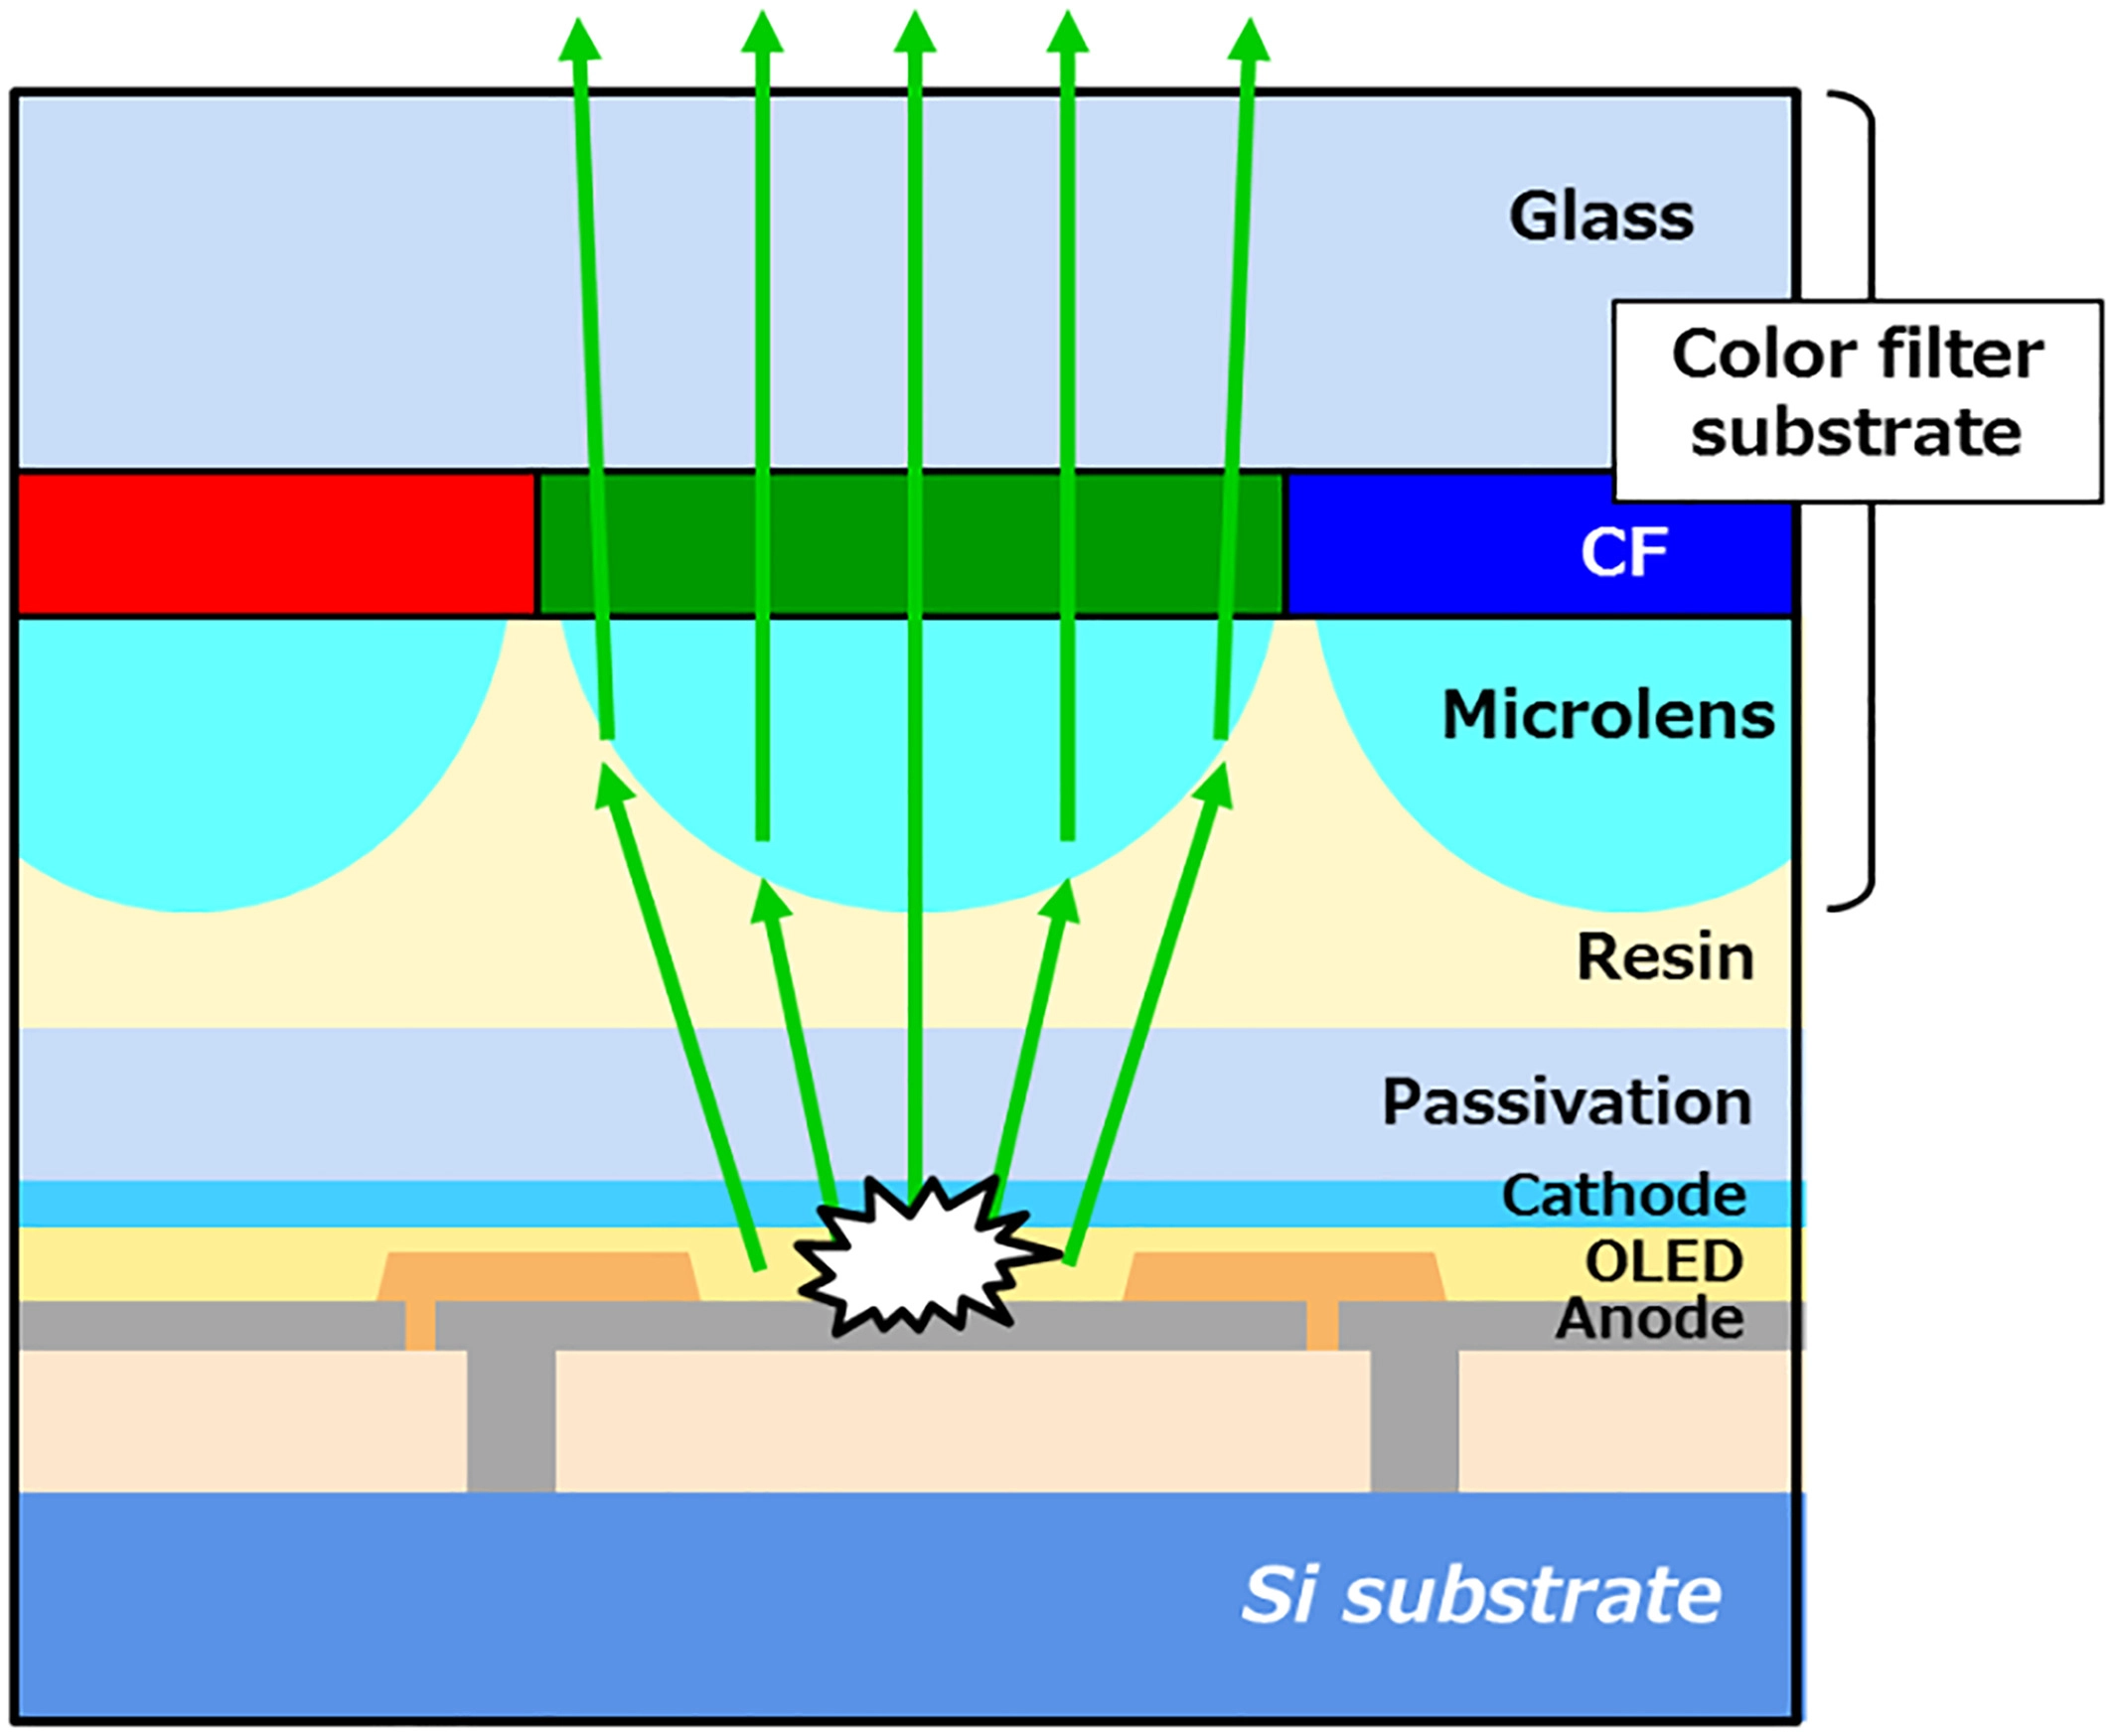 Glass
Color filter
substrate
CF
Microlens
Resin
Passivation
Cathode
OLED
Anode
Si substrate